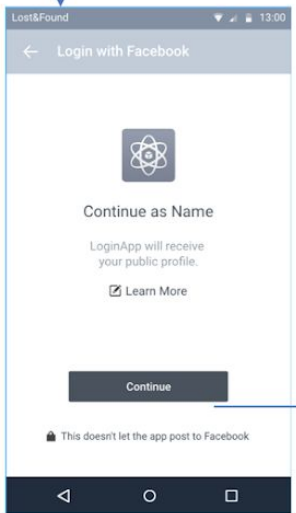 Lost&Found 13:00
Login with Facebook
Continue as Name
LoginApp will receive
your public profile.
Learn More
Continue
This doesn't let the app post to Facebook